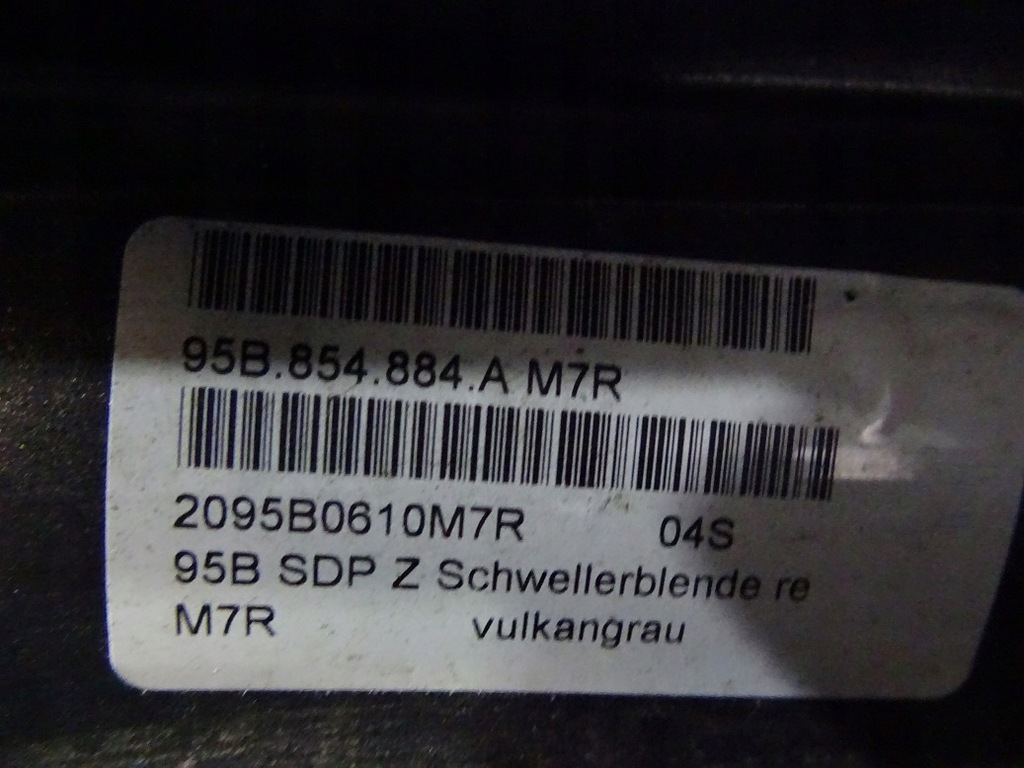 95B.854.884.A M7R
2095B0610M7R 04S
95B SDP Z Schwellerblende re
M7R vulkangrau